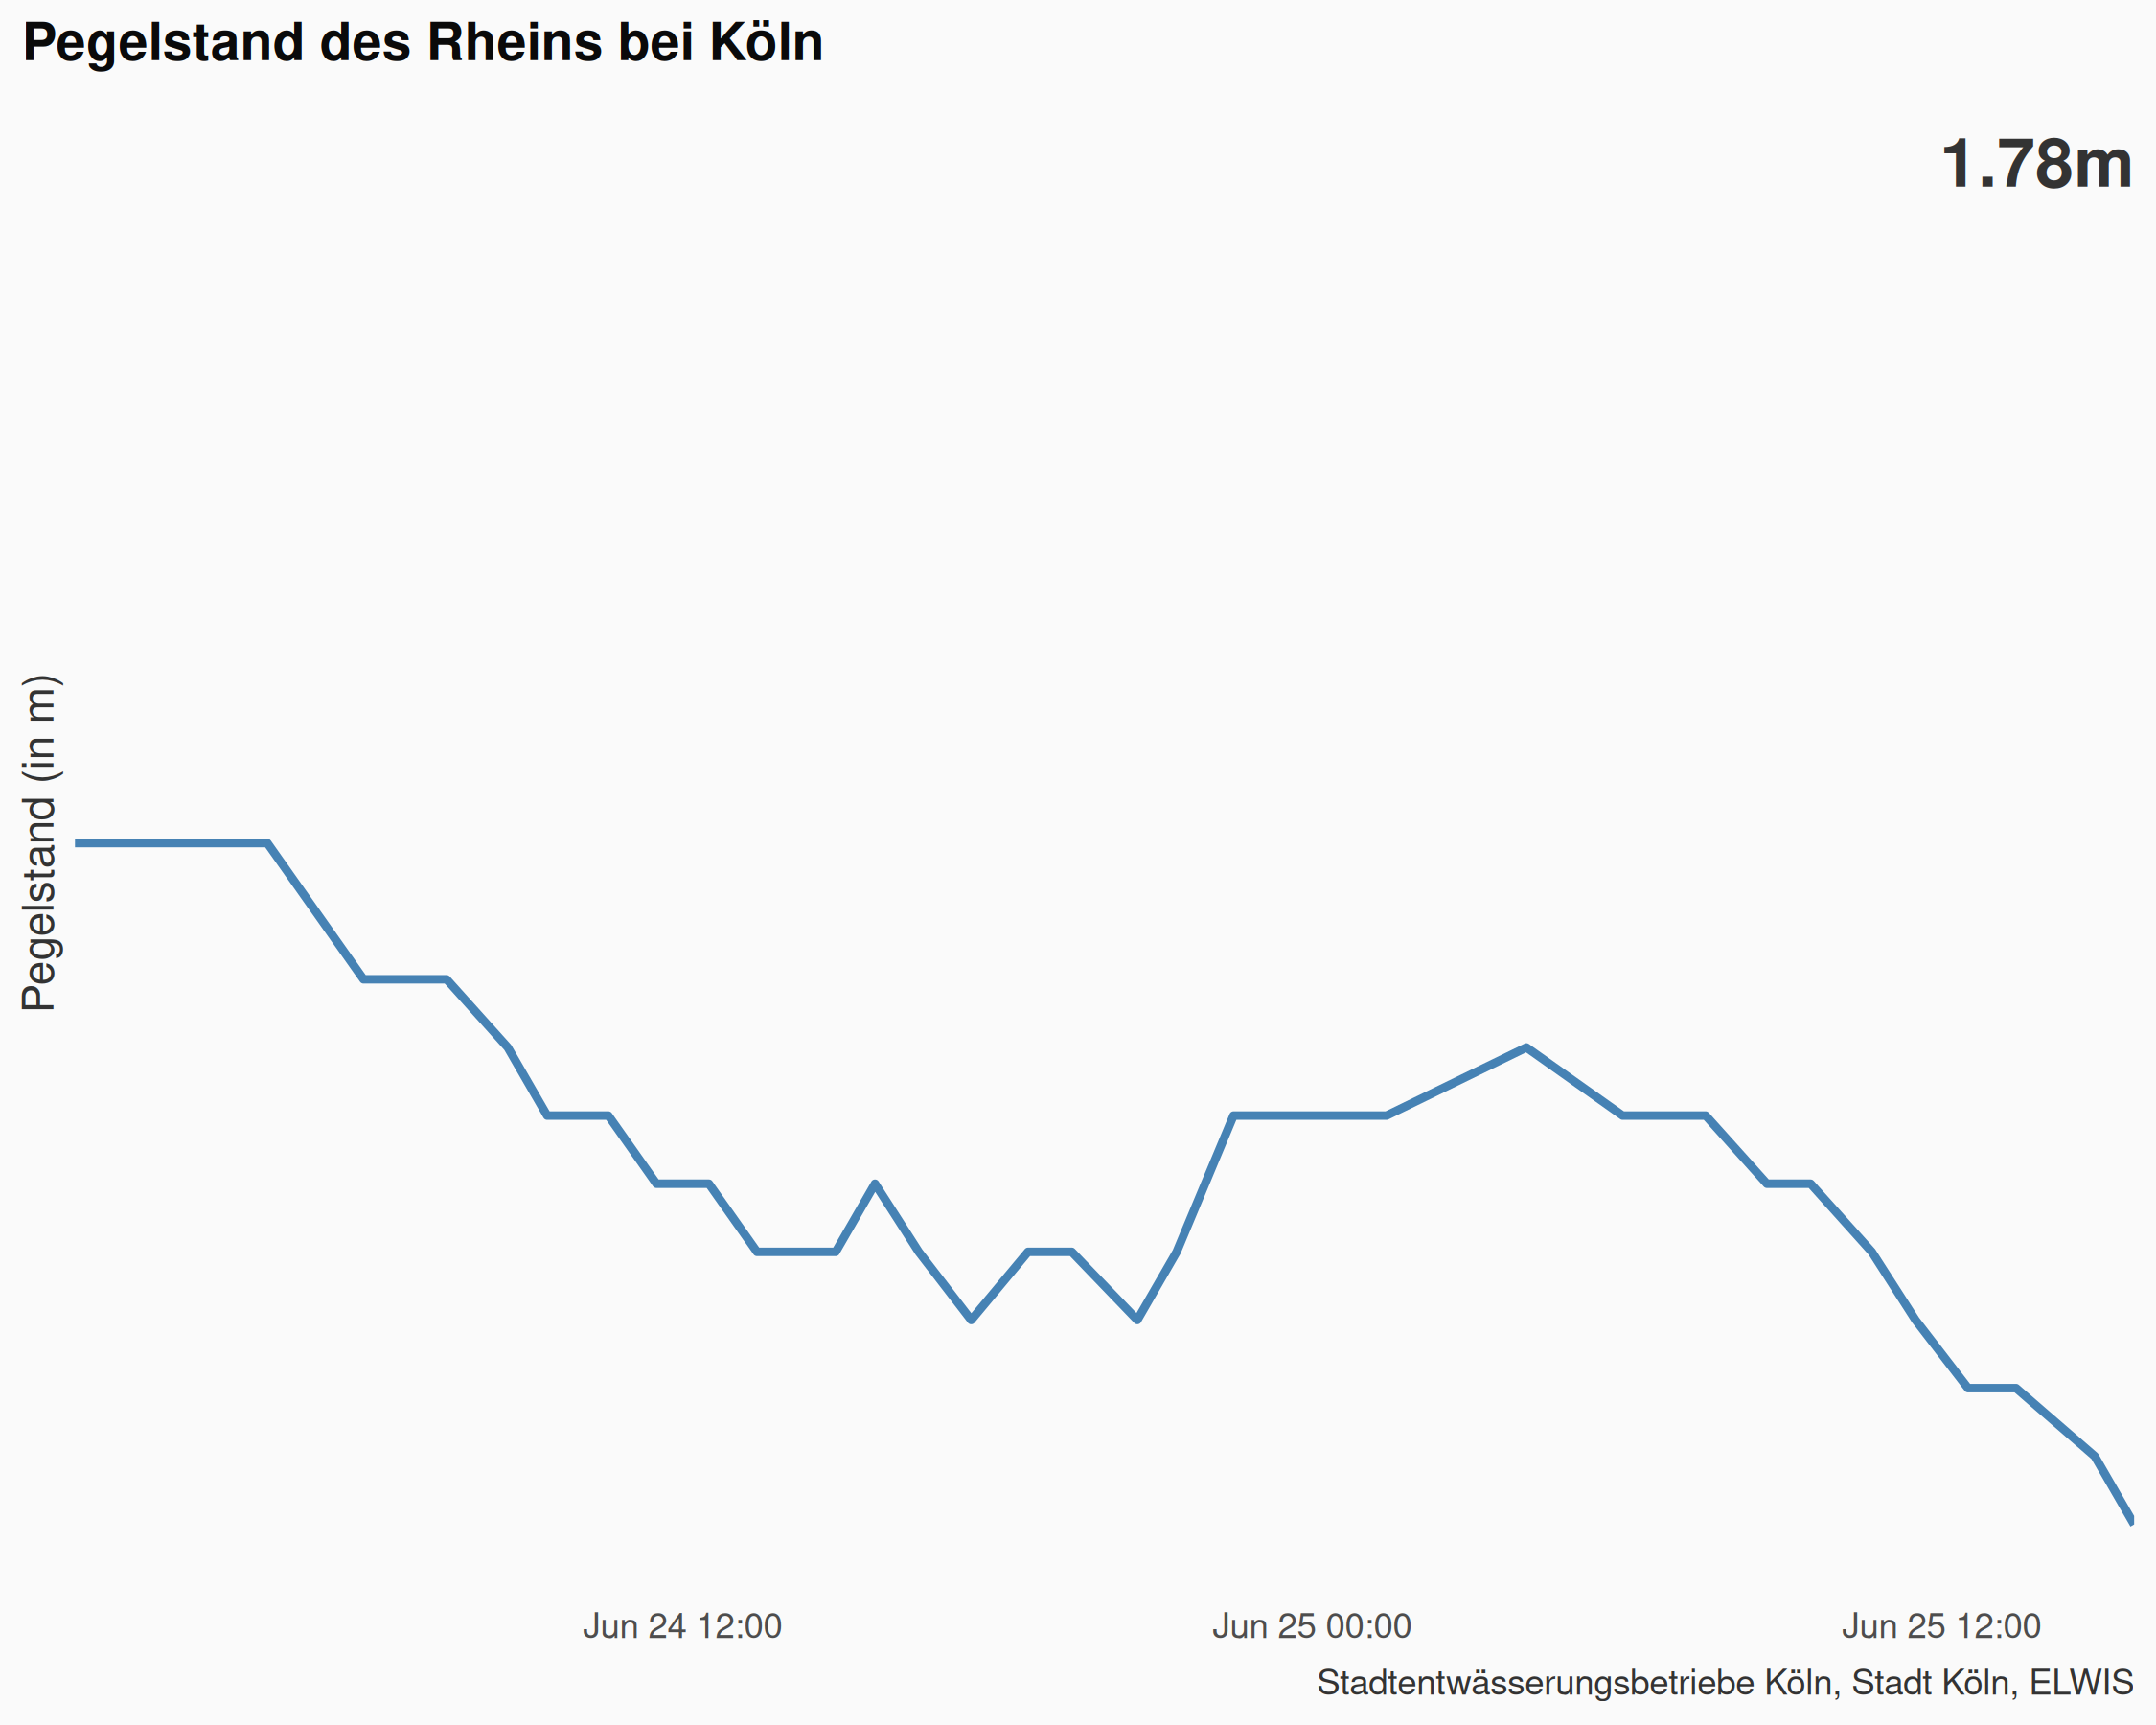 Pegelstand des Rheins bei Köln
1.78m
Pegelstand (in m)
Jun 24 12:00
Jun 25 00:00
Jun 25 12:00
Stadtentwässerungsbetriebe Köln, Stadt Köln, ELWIS